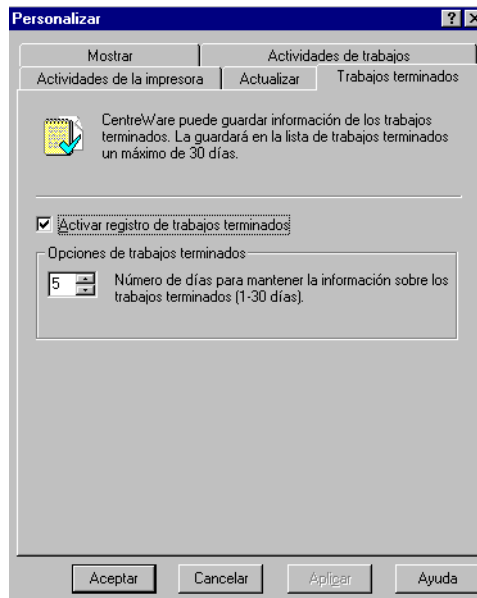 Personalizar
Mostrar
Actividades de trabajos
Actividades de la impresora
Actualizar
Trabajos terminados
CentreWare puede guardar información de los trabajos
terminados. La guardará en la lista de trabajos terminados
un máximo de 30 días.
Activar registro de trabajos terminados
Opciones de trabajos terminados
5
Número de días para mantener la información sobre los
trabajos terminados (1-30 días).
Aceptar
Cancelar
Aplicar
Ayuda